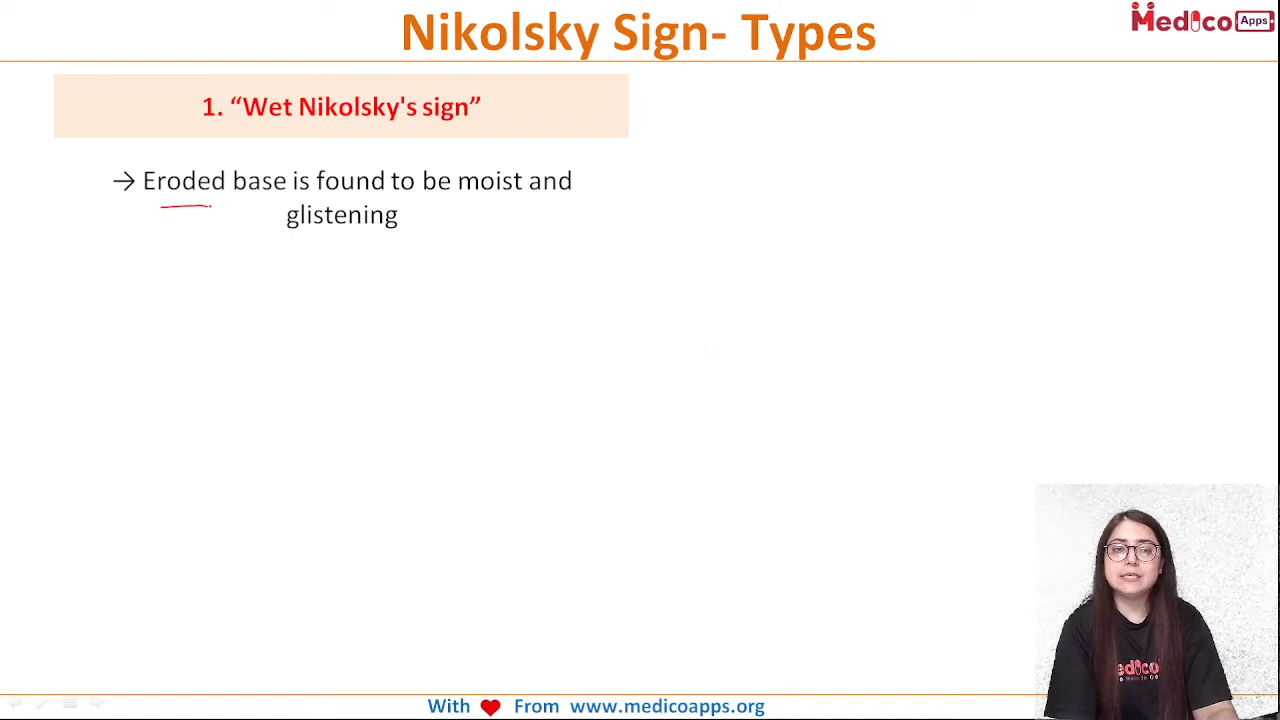 Nikolsky Sign- Types
Medico Apps
1. “Wet Nikolsky's sign”
→ Eroded base is found to be moist and
glistening
edico
With From www.medicoapps.org